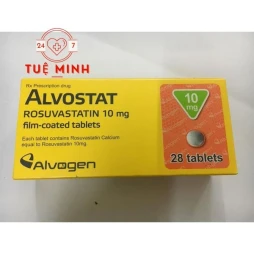 24 7
TUỆ MINH
Rx Prescription drug
ALVOSTAT
ROSUVASTATIN 10 mg
film-coated tablets
Each tablet contains Rosuvastatin Calcium
equal to Rosuvastatin 10mg.
Alvogen
10
mg
28 tablets